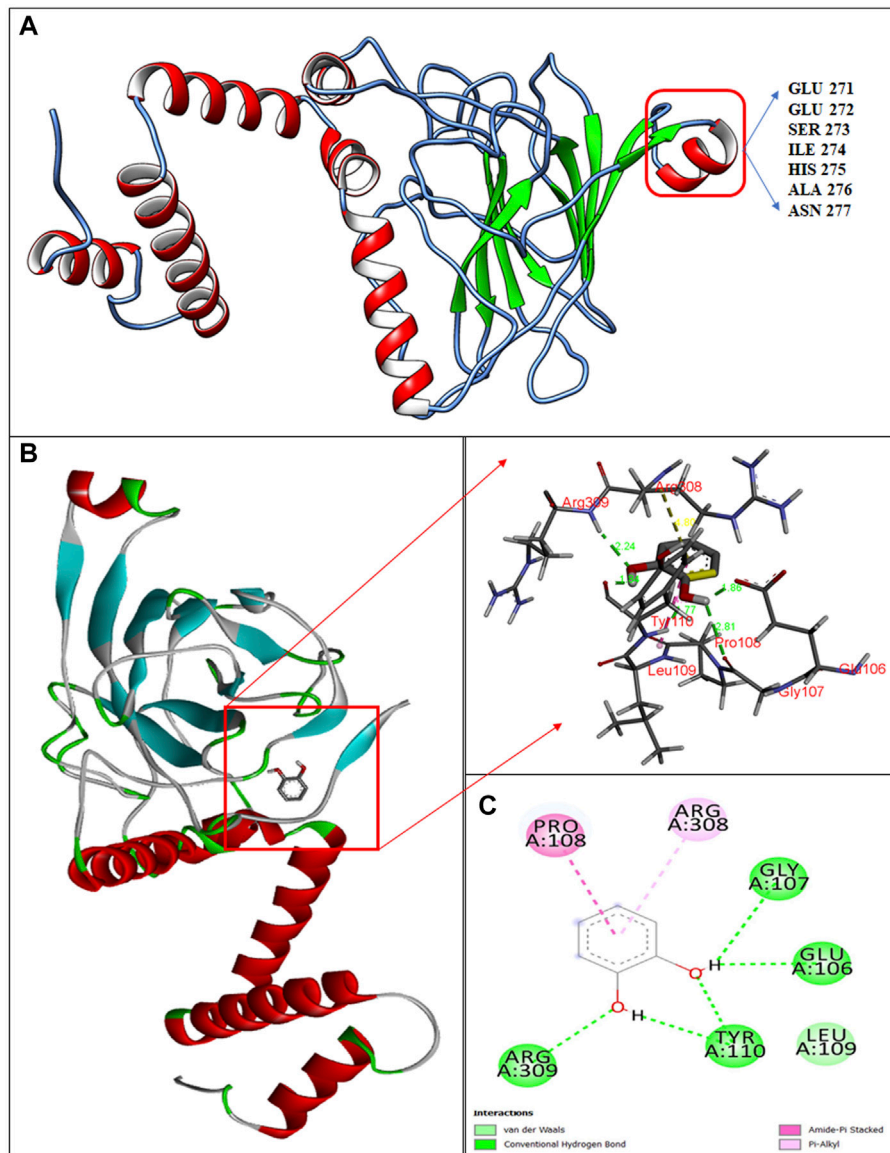 A
GLU 271
GLU 272
SER 273
ILE 274
HIS 275
ALA 276
ASN 277
B
Arg309
Arg308
2.24
1.86
.77
2.81
Tyr110
Pro108
Leu109
Glu106
Gly107
C
PRO
A:108
ARG
A:308
GLY
A:107
GLU
A:106
H
O
O
H
ARG
A:309
TYR
A:110
LEU
A:109
Interactions
van der Waals
Conventional Hydrogen Bond
Amide-Pi Stacked
Pi-Alkyl